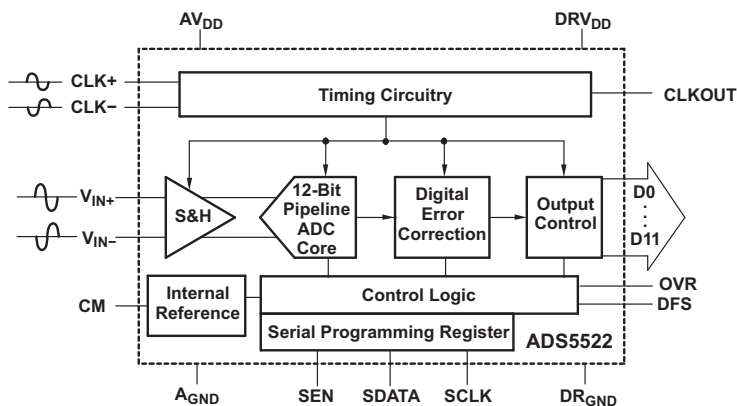 AVDD
DRVDD
CLK+
CLK−
Timing Circuitry
CLKOUT
VIN+
VIN−
S&H
12-Bit
Pipeline
ADC
Core
Digital
Error
Correction
Output
Control
D0
.
.
.
D11
CM
Internal
Reference
Control Logic
OVR
DFS
Serial Programming Register
ADS5522
AGND
SEN
SDATA
SCLK
DRGND